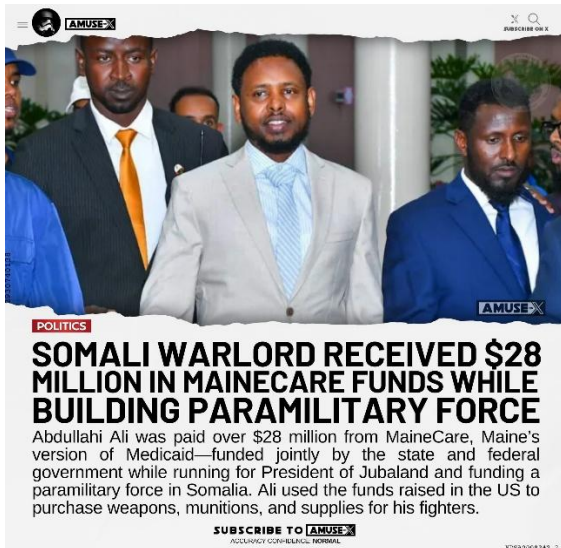 AMUSE-X
SUBSCRIBE ON X
AMUSE-X
POLITICS
SOMALI WARLORD RECEIVED $28
MILLION IN MAINECARE FUNDS WHILE
BUILDING PARAMILITARY FORCE
Abdullahi Ali was paid over $28 million from MaineCare, Maine's
version of Medicaid—funded jointly by the state and federal
government while running for President of Jubaland and funding a
paramilitary force in Somalia. Ali used the funds raised in the US to
purchase weapons, munitions, and supplies for his fighters.
SUBSCRIBE TO AMUSE-X
ACCURACY CONFIDENCE: NORMAL